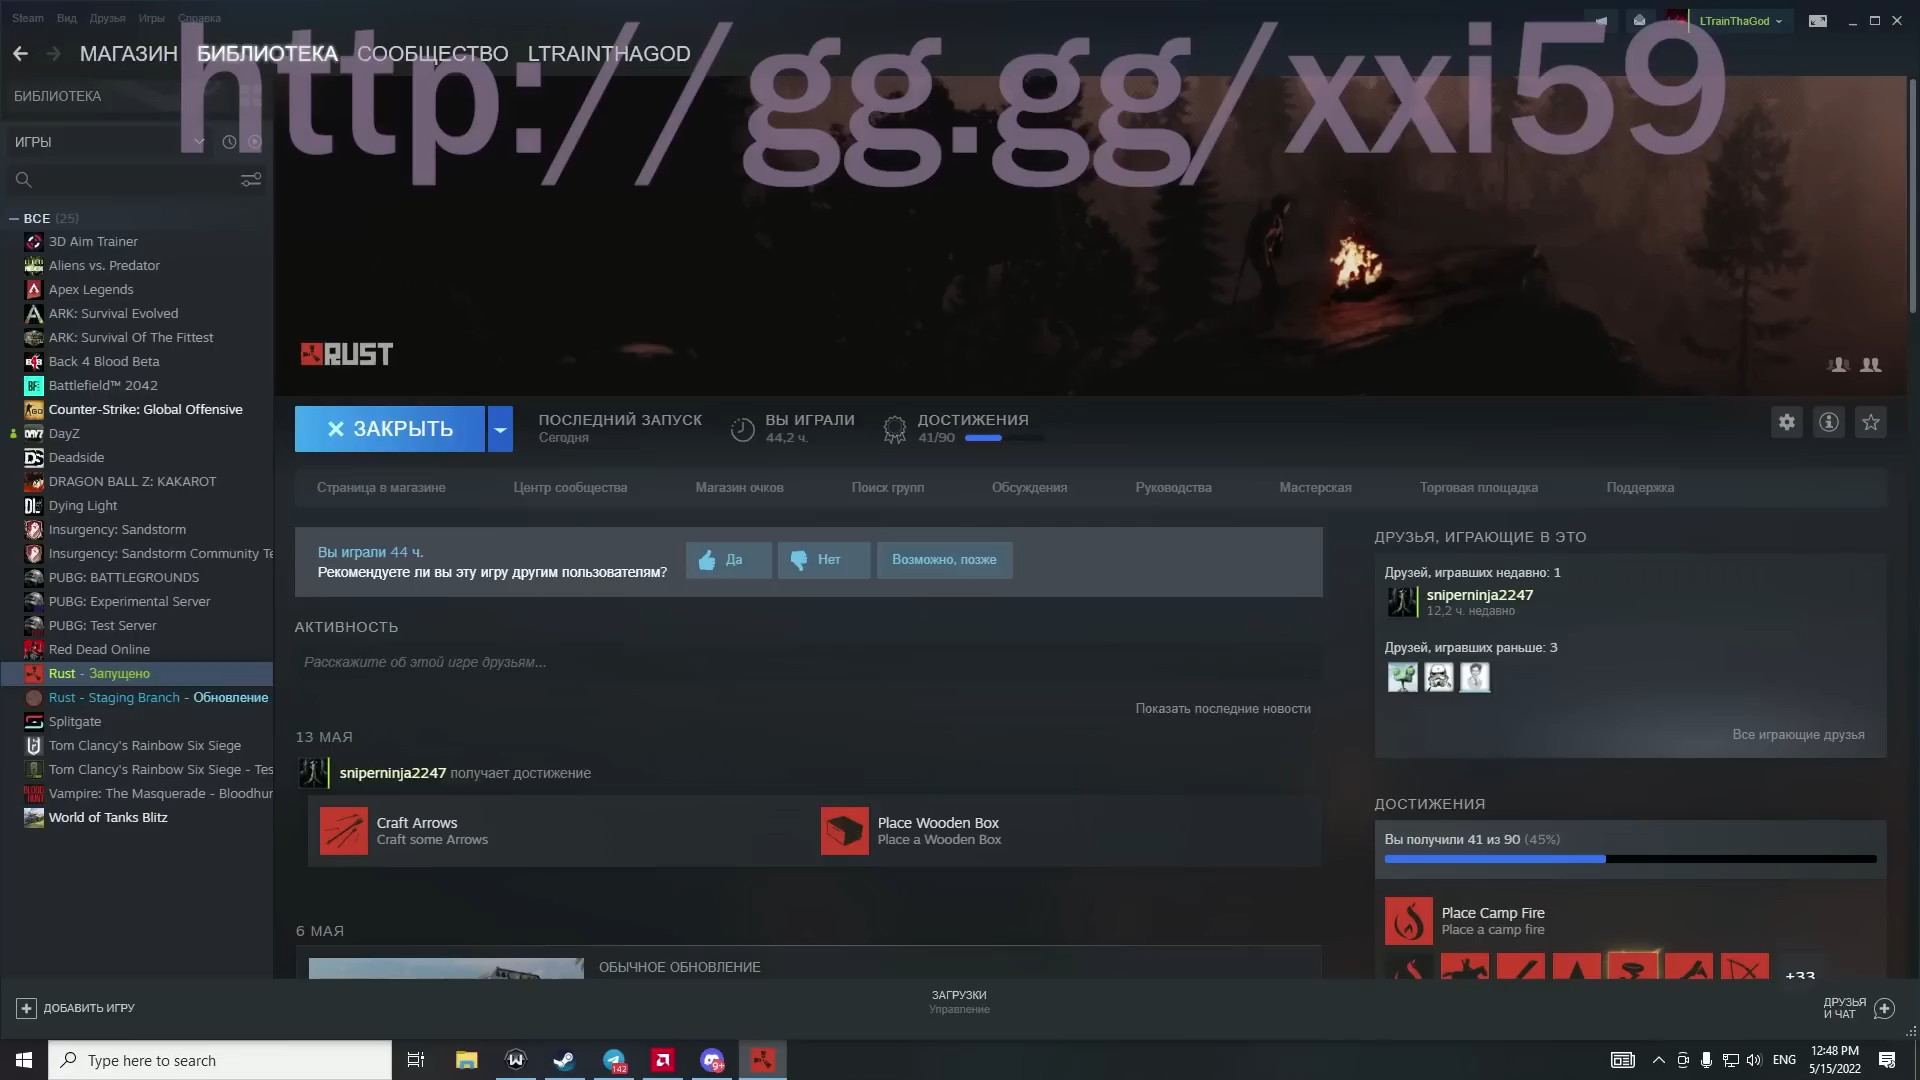 Steam Вид Друзья Игры Справка
LTrainThaGod
МАГАЗИН БИБЛИОТЕКА СООБЩЕСТВО LTRAINTHAGOD
http://gg.gg/xxi59
БИБЛИОТЕКА
ИГРЫ
ВСЕ (25)
3D Aim Trainer
Aliens vs. Predator
Apex Legends
ARK: Survival Evolved
ARK: Survival Of The Fittest
Back 4 Blood Beta
Battlefield™ 2042
Counter-Strike: Global Offensive
DayZ
Deadside
DRAGON BALL Z: KAKAROT
Dying Light
Insurgency: Sandstorm
Insurgency: Sandstorm Community Te
PUBG: BATTLEGROUNDS
PUBG: Experimental Server
PUBG: Test Server
Red Dead Online
Rust - Запущено
Rust - Staging Branch - Обновление
Splitgate
Tom Clancy's Rainbow Six Siege
Tom Clancy's Rainbow Six Siege - Tes
Vampire: The Masquerade - Bloodhun
World of Tanks Blitz
RUST
ЗАКРЫТЬ
ПОСЛЕДНИЙ ЗАПУСК
Сегодня
ВЫ ИГРАЛИ
44,2 ч.
ДОСТИЖЕНИЯ
41/90
Страница в магазине Центр сообщества Магазин очков Поиск групп Обсуждения Руководства Мастерская Торговая площадка Поддержка
Вы играли 44 ч.
Рекомендуете ли вы эту игру другим пользователям?
Да Нет Возможно, позже
АКТИВНОСТЬ
Расскажите об этой игре друзьям...
Показать последние новости
13 МАЯ
sniperninja2247 получает достижение
Craft Arrows
Craft some Arrows
Place Wooden Box
Place a Wooden Box
6 МАЯ
ОБЫЧНОЕ ОБНОВЛЕНИЕ
ДРУЗЬЯ, ИГРАЮЩИЕ В ЭТО
Друзей, игравших недавно: 1
sniperninja2247
12,2 ч. недавно
Друзей, игравших раньше: 3
Все играющие друзья
ДОСТИЖЕНИЯ
Вы получили 41 из 90 (45%)
Place Camp Fire
Place a camp fire
+33
ДОБАВИТЬ ИГРУ
ЗАГРУЗКИ
Управление
ДРУЗЬЯ
И ЧАТ
Type here to search
142
9+
ENG
12:48 PM
5/15/2022